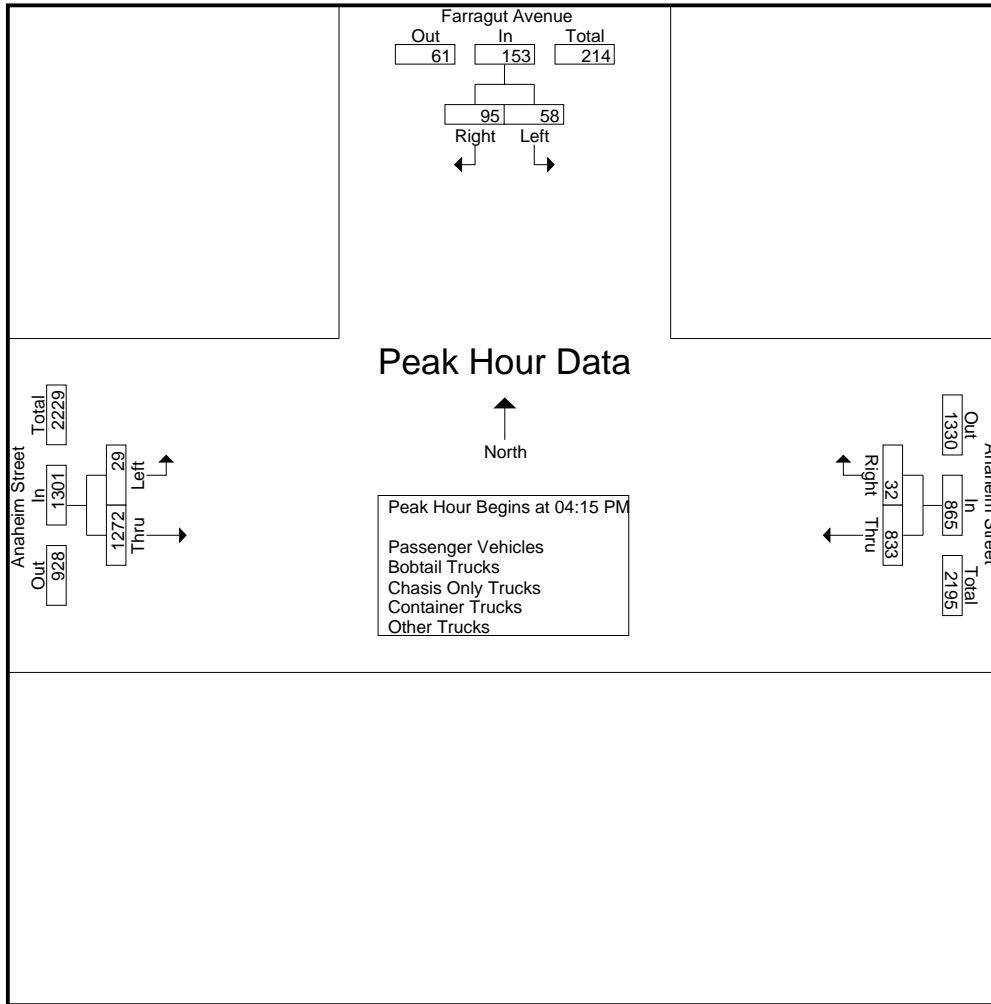 Farragut Avenue
Out In Total
61 153 214
95 58
Right Left
Peak Hour Data
North
Peak Hour Begins at 04:15 PM
Passenger Vehicles
Bobtail Trucks
Chasis Only Trucks
Container Trucks
Other Trucks
Anaheim Street
Out In Total
928 1301 2229
1272 29
Thru Left
Anaheim Street
Out In Total
1330 865 2195
32 833
Right Thru